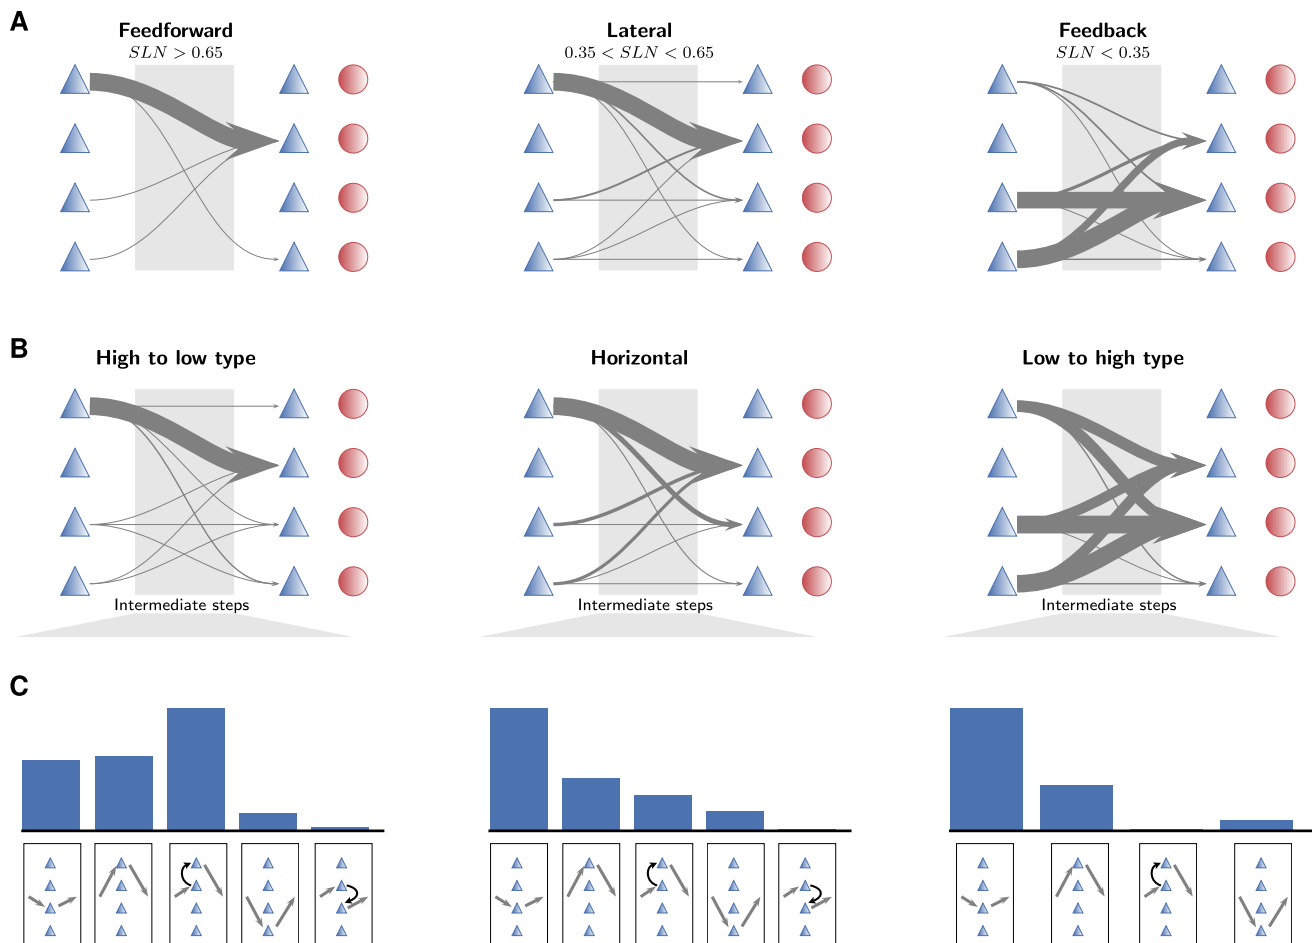 A
Feedforward
SLN > 0.65
Lateral
0.35 < SLN < 0.65
Feedback
SLN < 0.35
B
High to low type
Horizontal
Low to high type
Intermediate steps
Intermediate steps
Intermediate steps
C